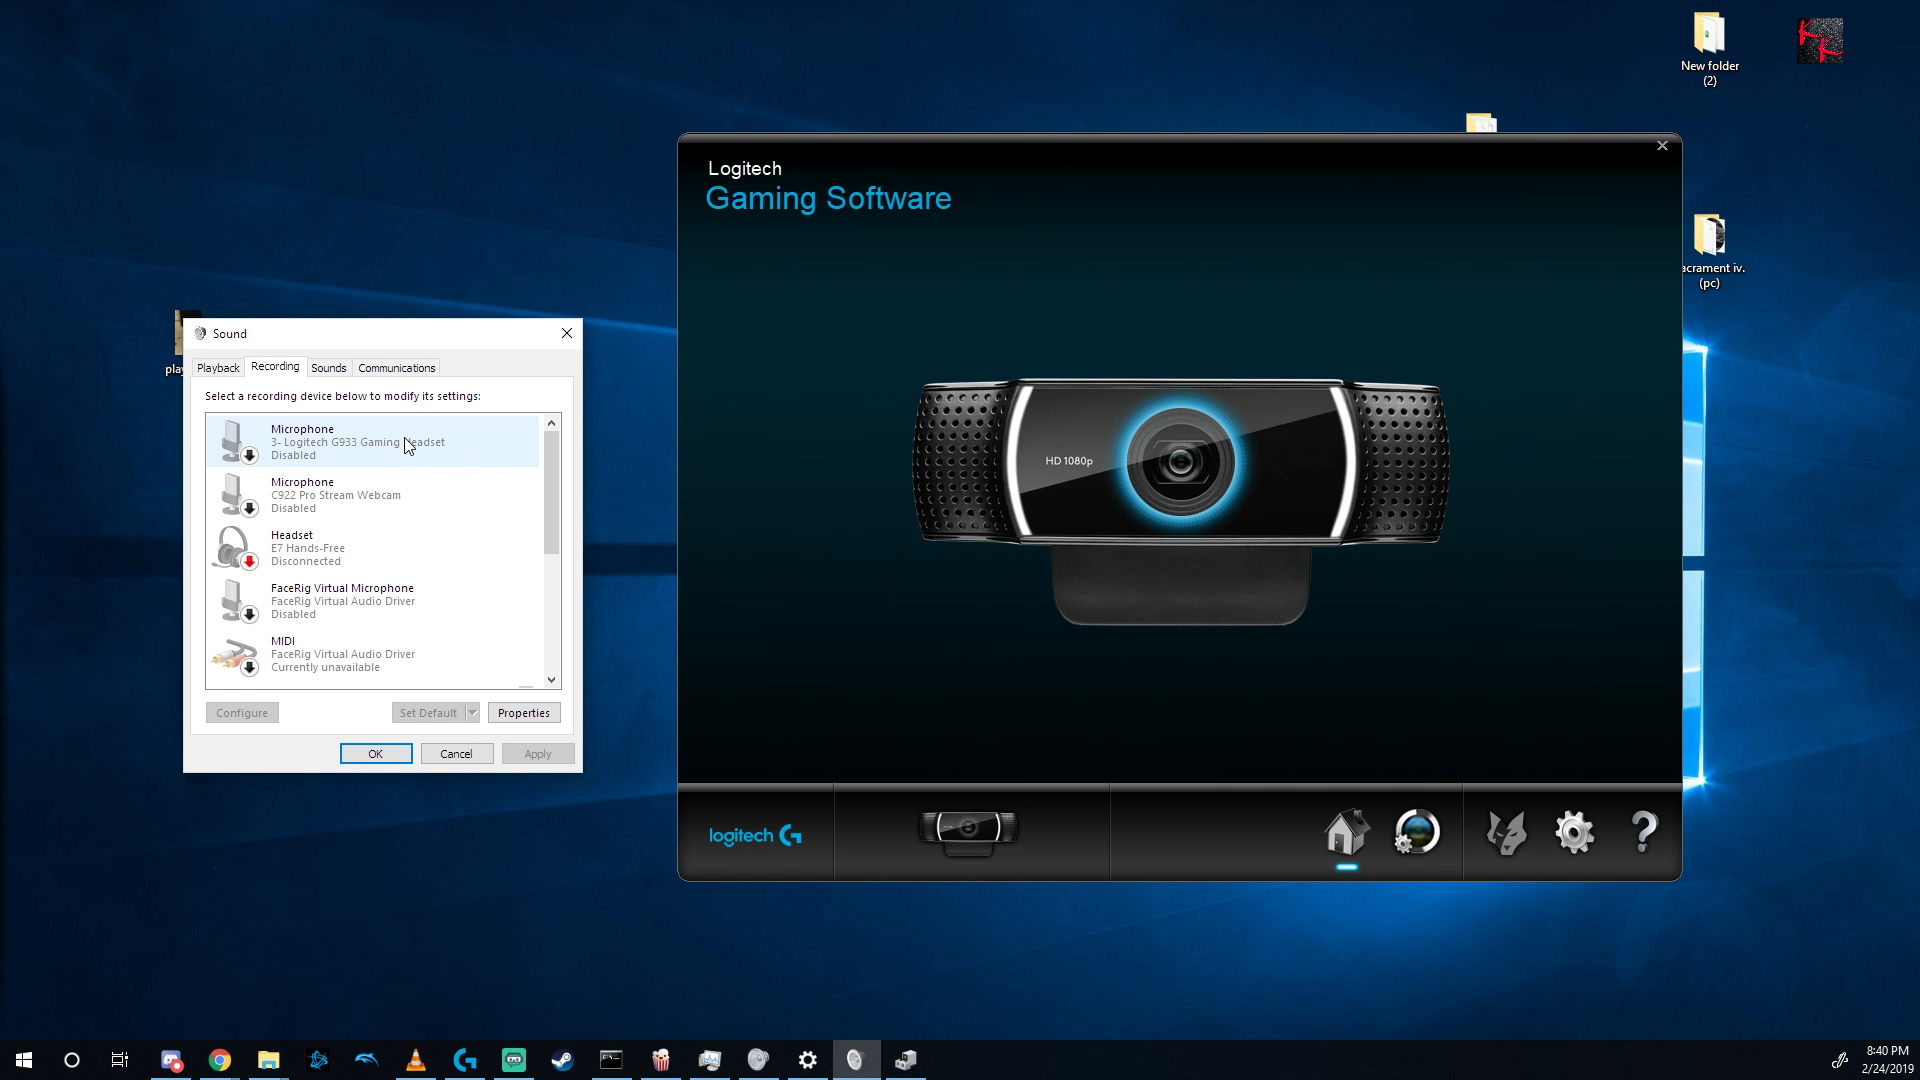 New folder
(2)
Logitech
Gaming Software
acrament iv.
(pc)
play
Sound
Playback
Recording
Sounds
Communications
Select a recording device below to modify its settings:
Microphone
3- Logitech G933 Gaming Headset
Disabled
Microphone
C922 Pro Stream Webcam
Disabled
Headset
E7 Hands-Free
Disconnected
FaceRig Virtual Microphone
FaceRig Virtual Audio Driver
Disabled
MIDI
FaceRig Virtual Audio Driver
Currently unavailable
Configure
Set Default
Properties
OK
Cancel
Apply
HD 1080p
logitech G
8:40 PM
2/24/2019